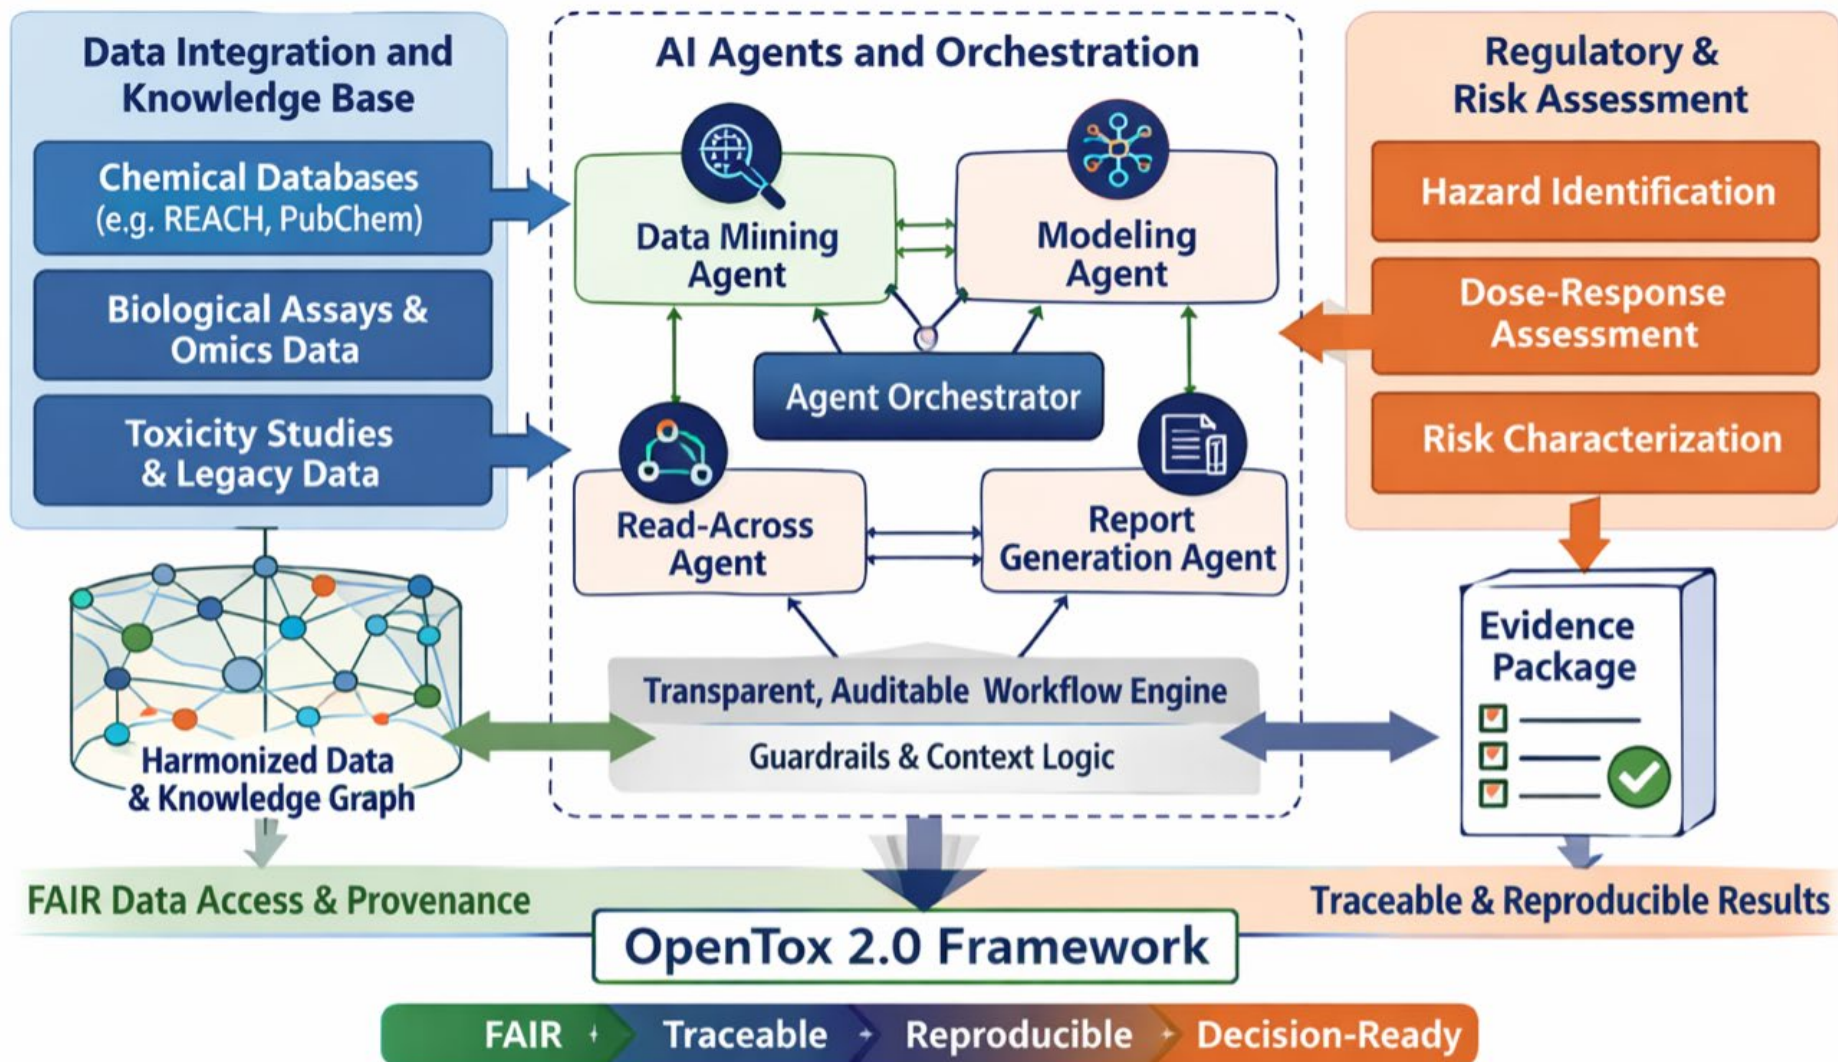 Data Integration and
Knowledge Base
Chemical Databases
(e.g. REACH, PubChem)
Biological Assays &
Omics Data
Toxicity Studies
& Legacy Data
Harmonized Data
& Knowledge Graph
AI Agents and Orchestration
Data Miining
Agent
Modeling
Agent
Agent Orchestrator
Read-Across
Agent
Report
Generation Agent
Transparent, Auditable Workflow Engine
Guardrails & Context Logic
Regulatory &
Risk Assessment
Hazard Identification
Dose-Response
Assessment
Risk Characterization
Evidence
Package
FAIR Data Access & Provenance
Traceable & Reproducible Results
OpenTox 2.0 Framework
FAIR + Traceable + Reproducible + Decision-Ready